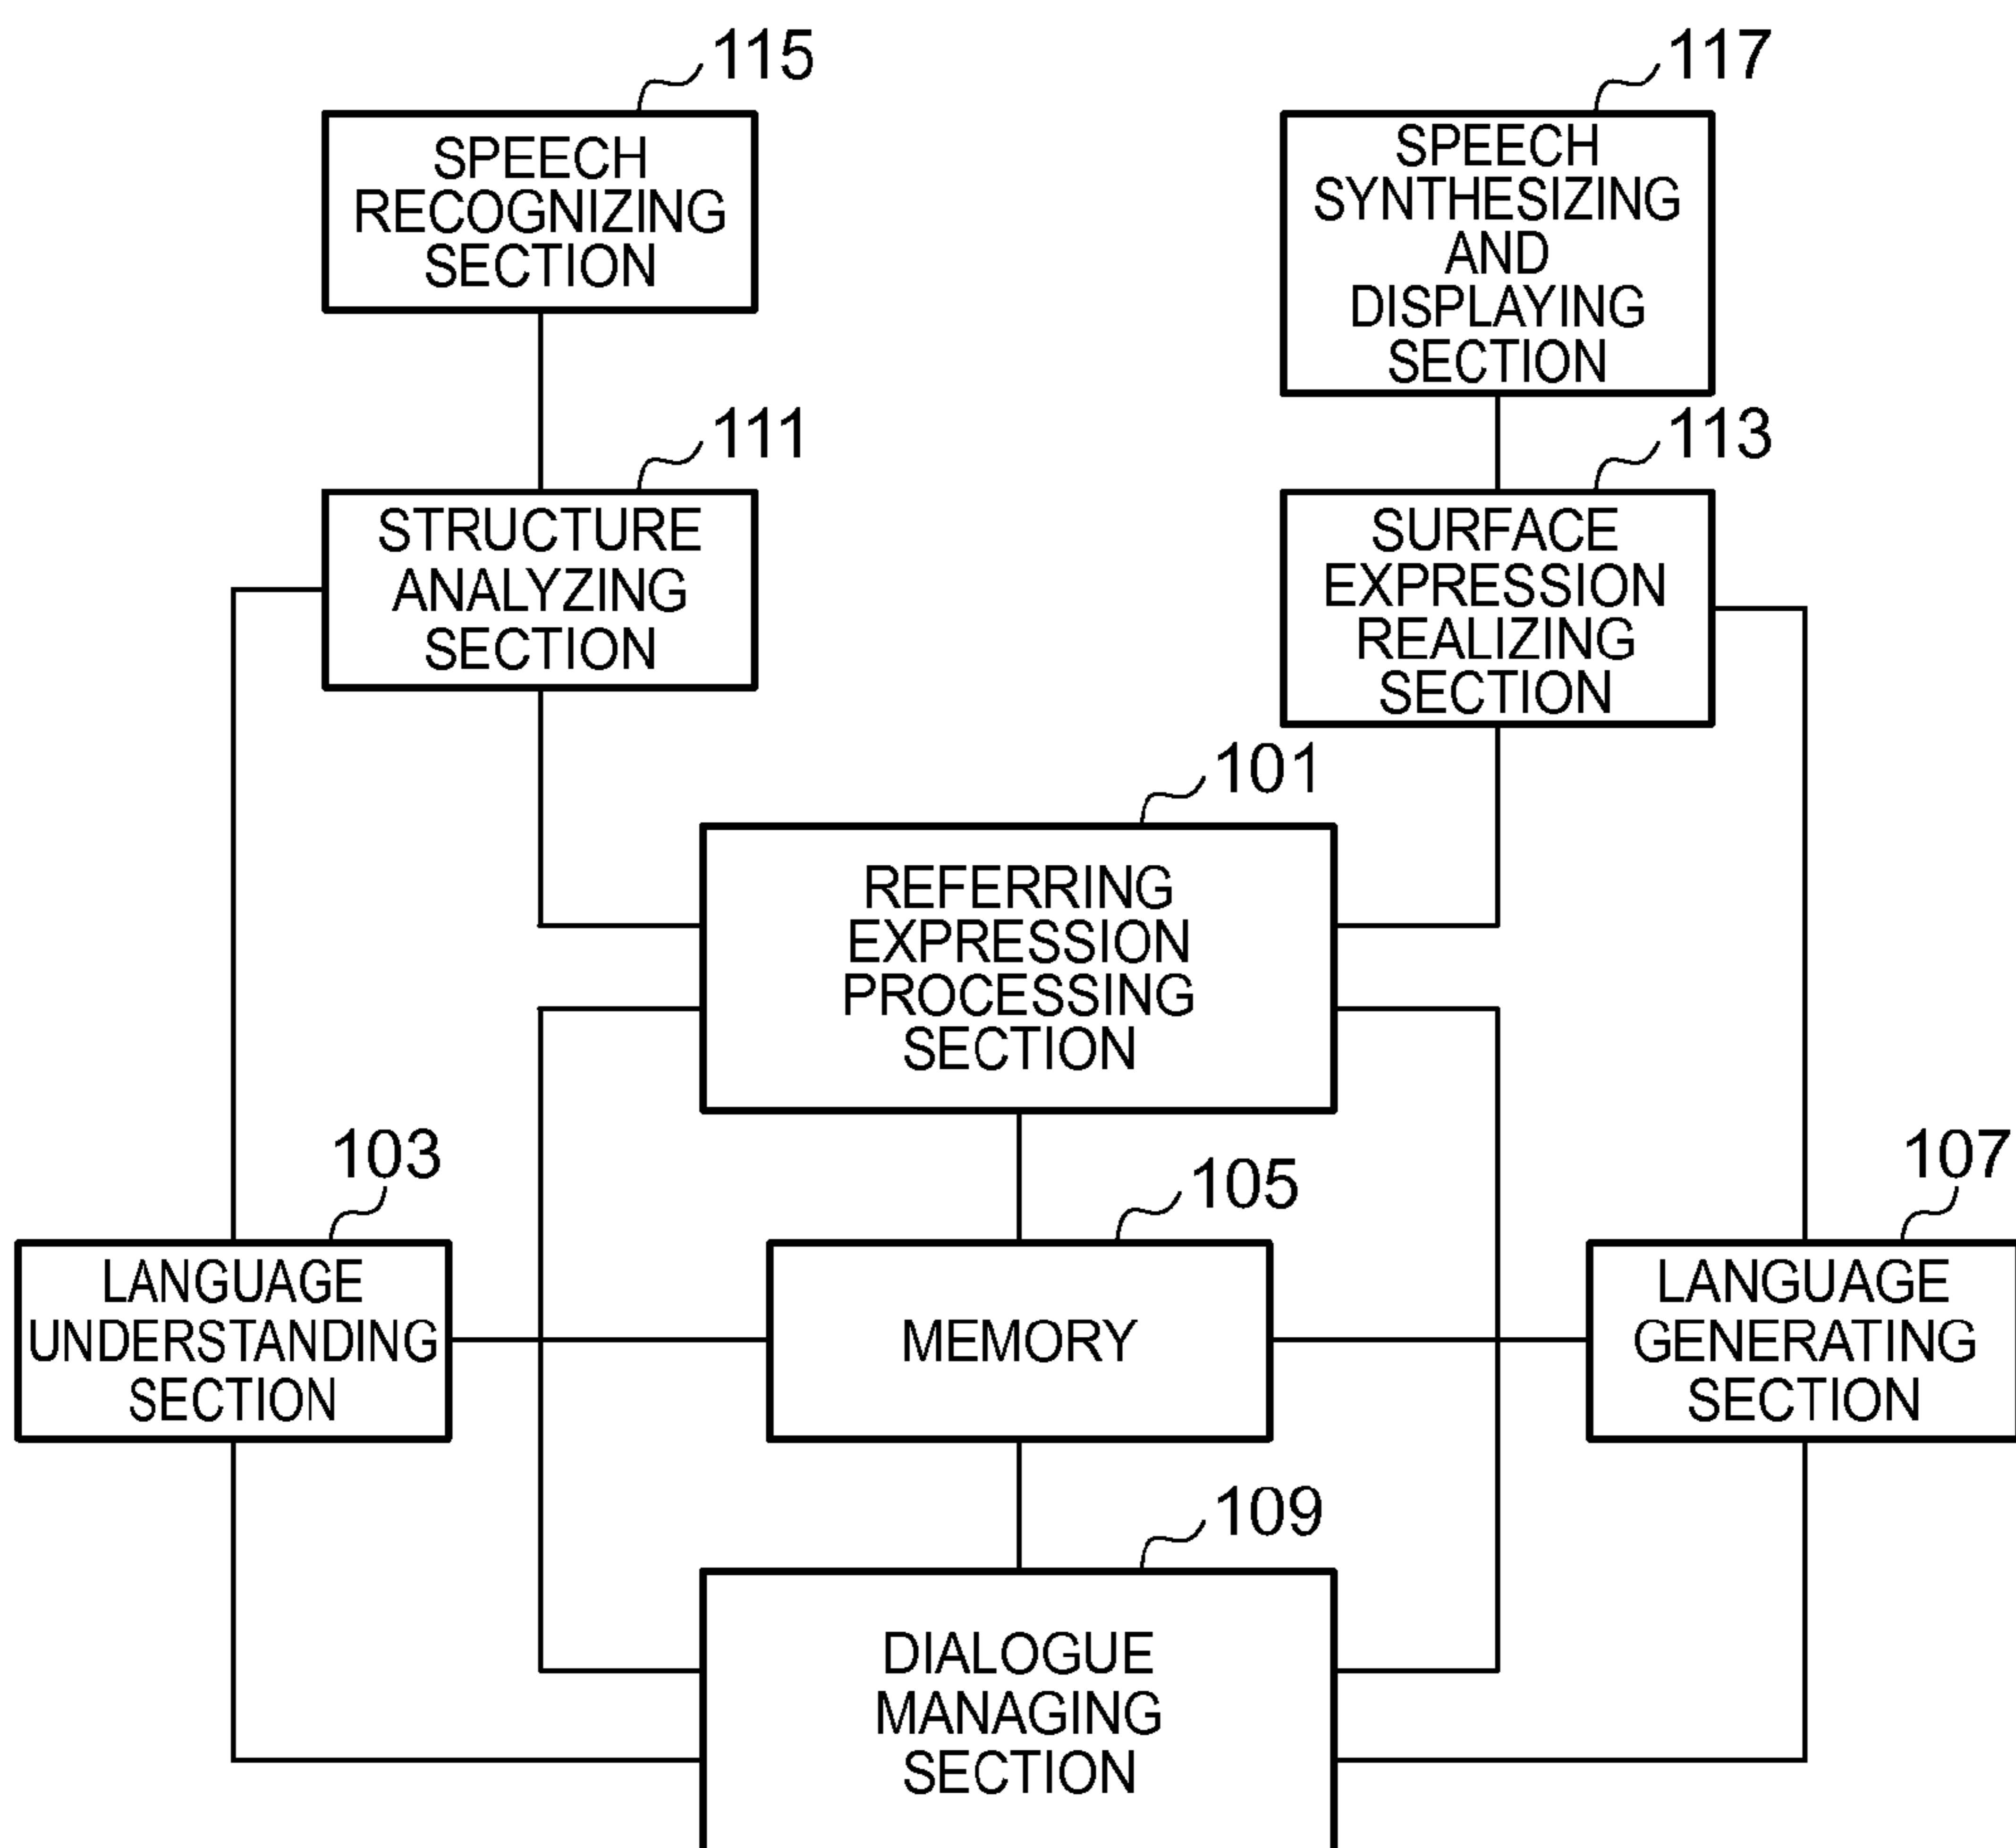 115
SPEECH
RECOGNIZING
SECTION
117
SPEECH
SYNTHESIZING
AND
DISPLAYING
SECTION
111
STRUCTURE
ANALYZING
SECTION
113
SURFACE
EXPRESSION
REALIZING
SECTION
101
REFERRING
EXPRESSION
PROCESSING
SECTION
103
LANGUAGE
UNDERSTANDING
SECTION
105
MEMORY
107
LANGUAGE
GENERATING
SECTION
109
DIALOGUE
MANAGING
SECTION